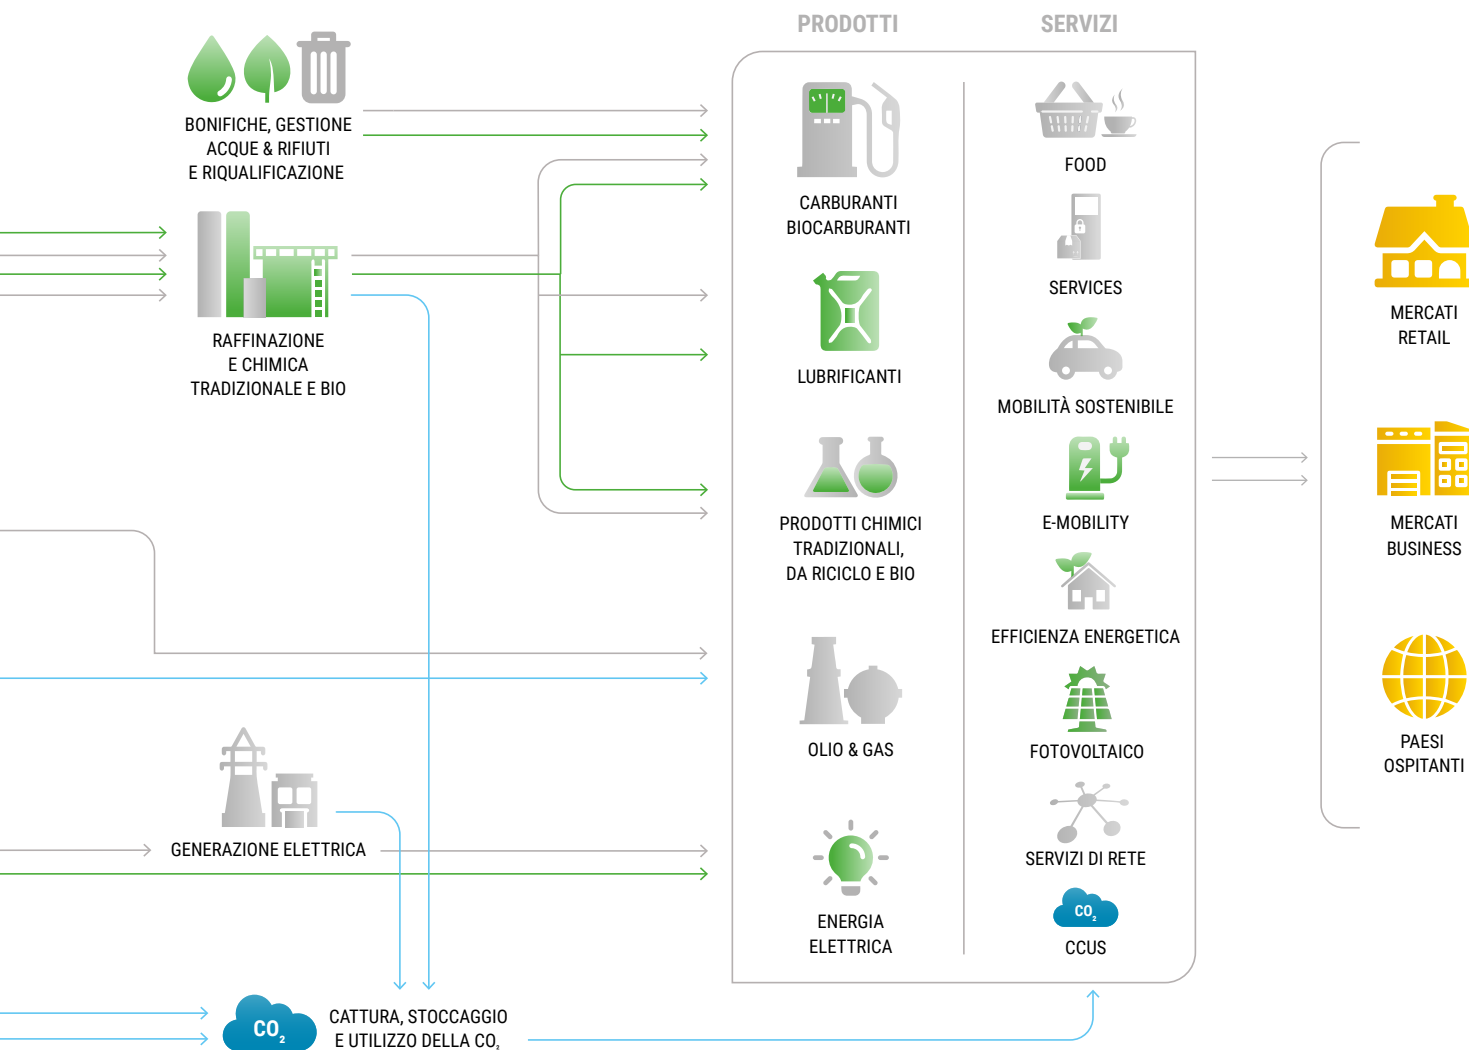 PRODOTTI
SERVIZI
BONIFICHE, GESTIONE
ACQUE & RIFIUTI
E RIQUALIFICAZIONE
RAFFINAZIONE
E CHIMICA
TRADIZIONALE E BIO
GENERAZIONE ELETTRICA
CO₂
CATTURA, STOCCAGGIO
E UTILIZZO DELLA CO₂
CARBURANTI
BIOCARBURANTI
LUBRIFICANTI
PRODOTTI CHIMICI
TRADIZIONALI,
DA RICICLO E BIO
OLIO & GAS
ENERGIA
ELETTRICA
FOOD
SERVICES
MOBILITÀ SOSTENIBILE
E-MOBILITY
EFFICIENZA ENERGETICA
FOTOVOLTAICO
SERVIZI DI RETE
CO₂
CCUS
MERCATI
RETAIL
MERCATI
BUSINESS
PAESI
OSPITANTI